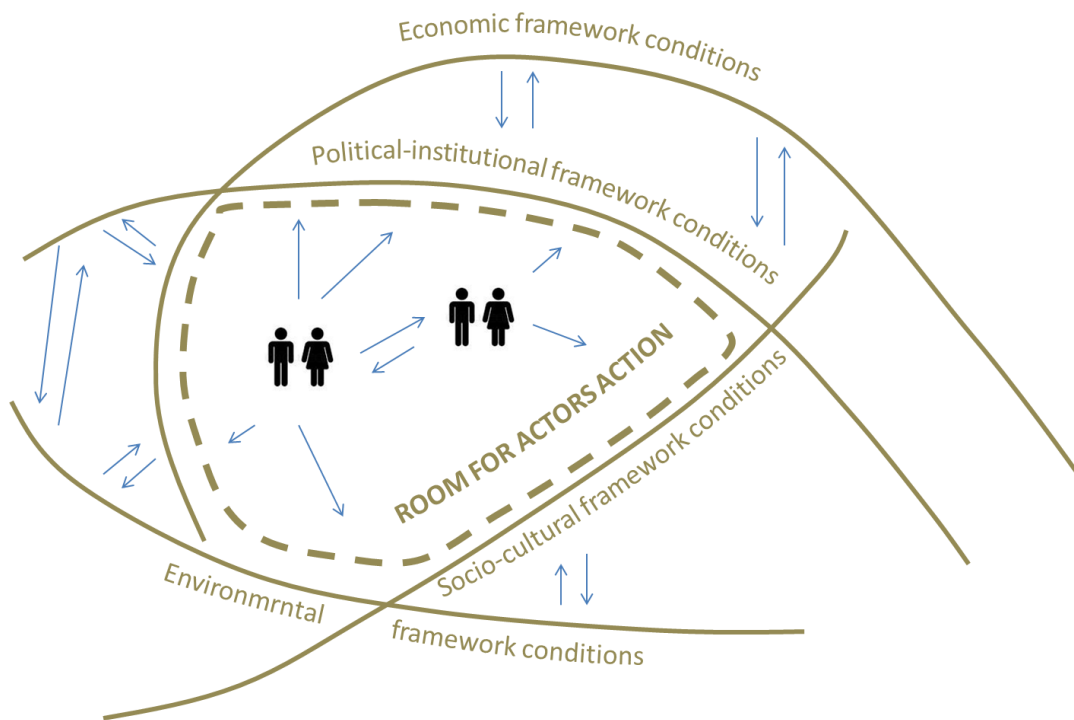 Economic framework conditions
Political-institutional framework conditions
ROOM FOR ACTORS ACTION
Socio-cultural framework conditions
Environmrntal framework conditions